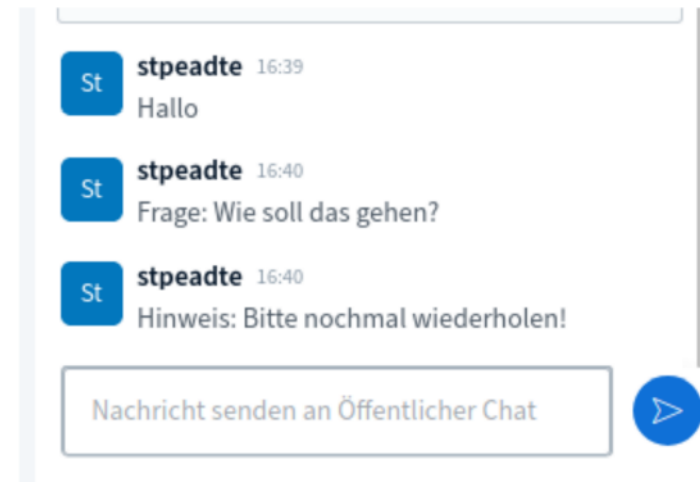 St
stpeadte 16:39
Hallo
St
stpeadte 16:40
Frage: Wie soll das gehen?
St
stpeadte 16:40
Hinweis: Bitte nochmal wiederholen!
Nachricht senden an Öffentlicher Chat